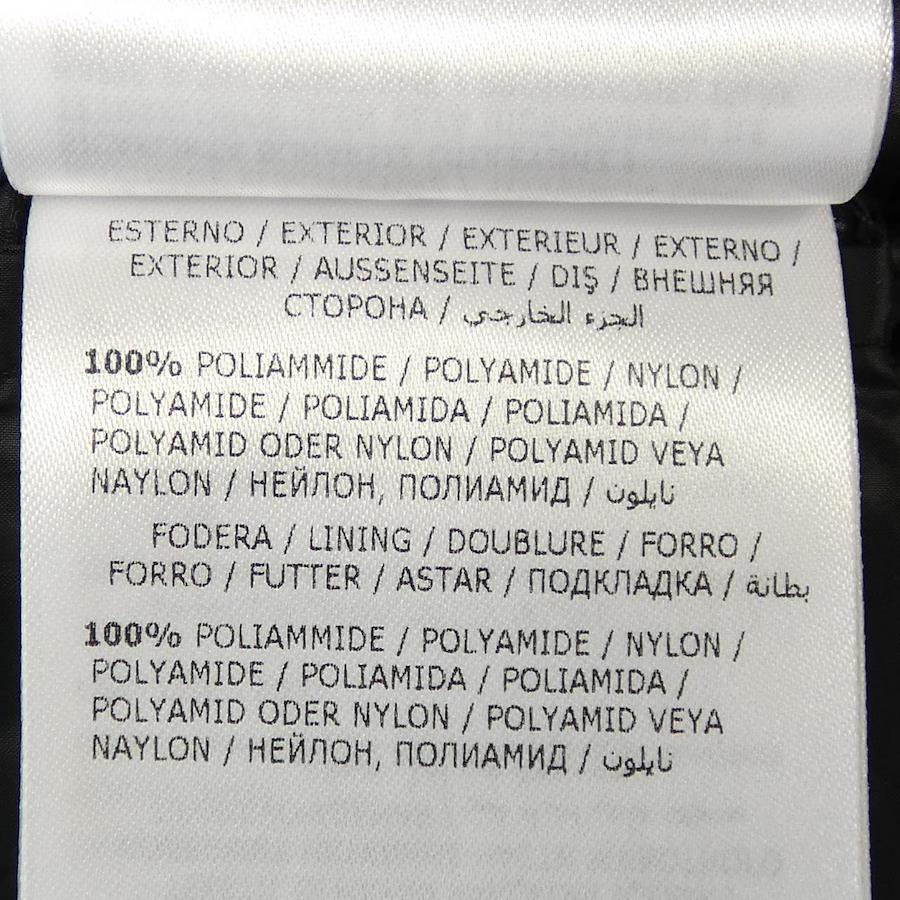 ESTERNO / EXTERIOR / EXTERIEUR / EXTERNO /
EXTERIOR / AUSSENSEITE / DIŞ / ВНЕШНЯЯ
СТОРОНА / الجزء الخارجي
100% POLIAMMIDE / POLYAMIDE / NYLON /
POLYAMIDE / POLIAMIDA / POLIAMIDA /
POLYAMID ODER NYLON / POLYAMID VEYA
NAYLON / НЕЙЛОН, ПОЛИАМИД / نايلون
FODERA / LINING / DOUBLURE / FORRO /
FORRO / FUTTER / ASTAR / ПОДКЛАДКА / بطانة
100% POLIAMMIDE / POLYAMIDE / NYLON /
POLYAMIDE / POLIAMIDA / POLIAMIDA /
POLYAMID ODER NYLON / POLYAMID VEYA
NAYLON / НЕЙЛОН, ПОЛИАМИД / نايلون